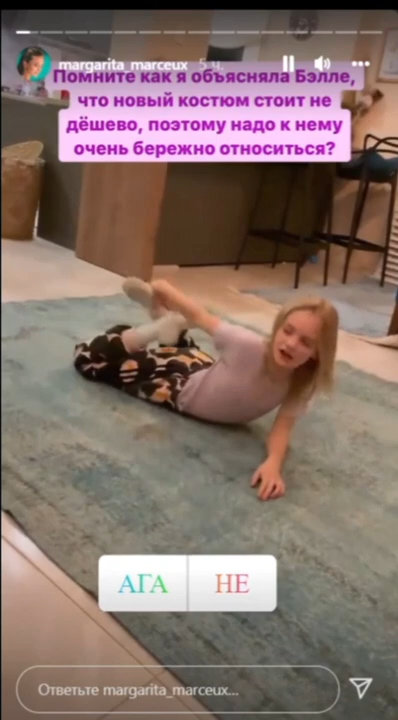 margarita_marceux 5 ч.
Помните как я объясняла Бэлле,
что новый костюм стоит не
дёшево, поэтому надо к нему
очень бережно относиться?
АГА НЕ
Ответьте margarita_marceux...